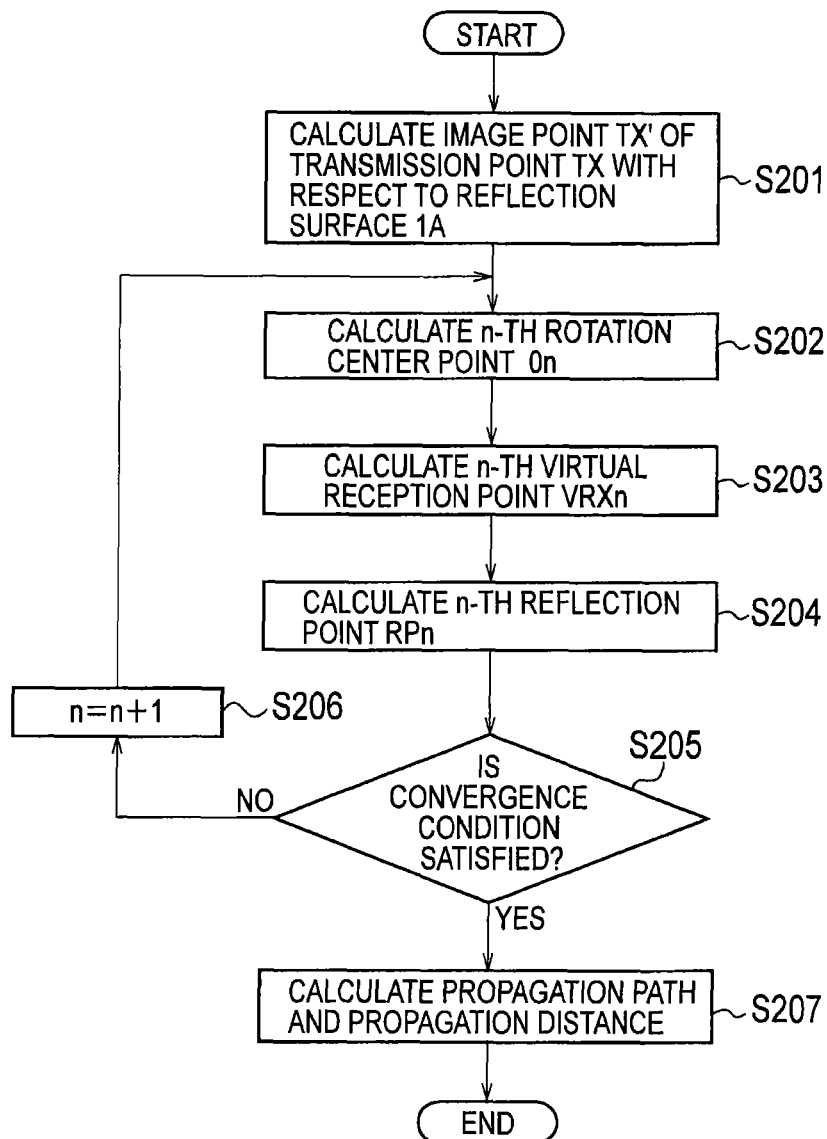 START
CALCULATE IMAGE POINT TX' OF
TRANSMISSION POINT TX WITH
RESPECT TO REFLECTION
SURFACE 1A
S201
CALCULATE n-TH ROTATION
CENTER POINT 0n
S202
CALCULATE n-TH VIRTUAL
RECEPTION POINT VRXn
S203
CALCULATE n-TH REFLECTION
POINT RPn
S204
n=n+1
S206
S205
IS
CONVERGENCE
CONDITION
SATISFIED?
NO
YES
CALCULATE PROPAGATION PATH
AND PROPAGATION DISTANCE
S207
END